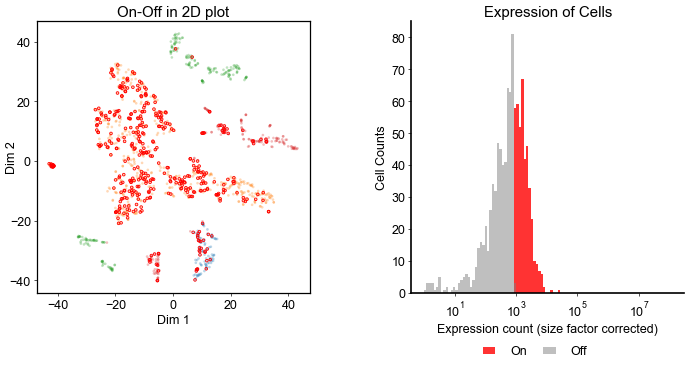 On-Off in 2D plot
Dim 2
40
20
0
−20
−40
−40 −20 0 20 40
Dim 1
Expression of Cells
Cell Counts
80
70
60
50
40
30
20
10
0
10¹ 10³ 10⁵ 10⁷
Expression count (size factor corrected)
On Off